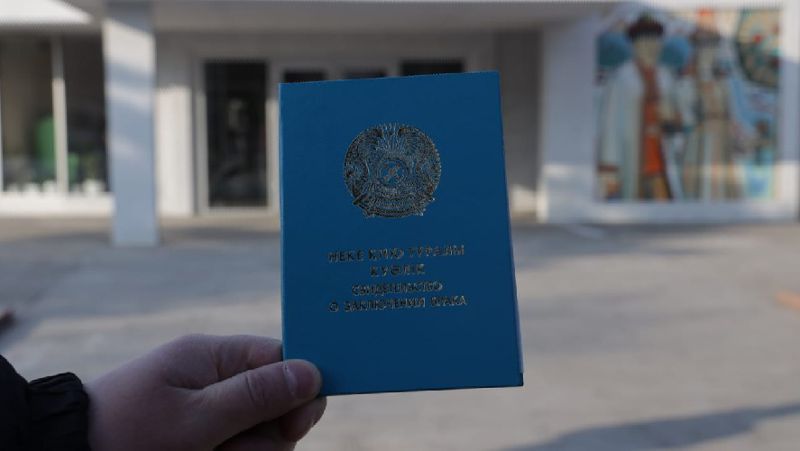 НЕКЕ ҚИЮ ТУРАЛЫ
КУӘЛІК
СВИДЕТЕЛЬСТВО
О ЗАКЛЮЧЕНИИ БРАКА